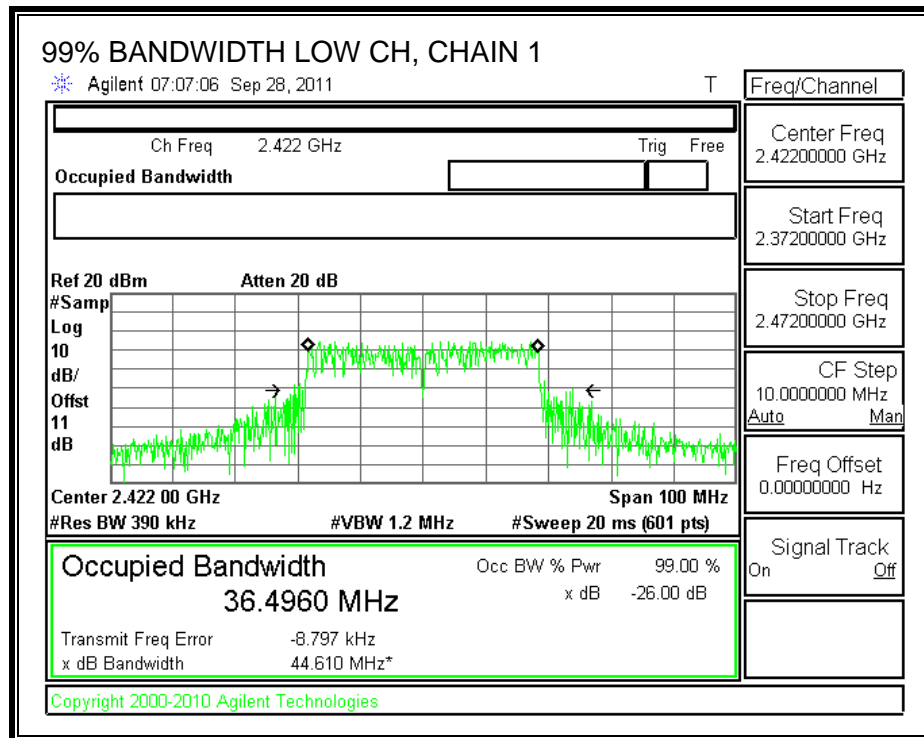 99% BANDWIDTH LOW CH, CHAIN 1
Agilent 07:07:06 Sep 28, 2011 T
Freq/Channel
Ch Freq 2.422 GHz Trig Free
Occupied Bandwidth
Center Freq
2.42200000 GHz
Start Freq
2.37200000 GHz
Stop Freq
2.47200000 GHz
CF Step
10.0000000 MHz
Auto Man
Freq Offset
0.00000000 Hz
Signal Track
On Off
Ref 20 dBm Atten 20 dB
#Samp
Log
10
dB/
Offst
11
dB
Center 2.422 00 GHz Span 100 MHz
#Res BW 390 kHz #VBW 1.2 MHz #Sweep 20 ms (601 pts)
Occupied Bandwidth Occ BW % Pwr 99.00 %
36.4960 MHz x dB -26.00 dB
Transmit Freq Error -8.797 kHz
x dB Bandwidth 44.610 MHz*
Copyright 2000-2010 Agilent Technologies